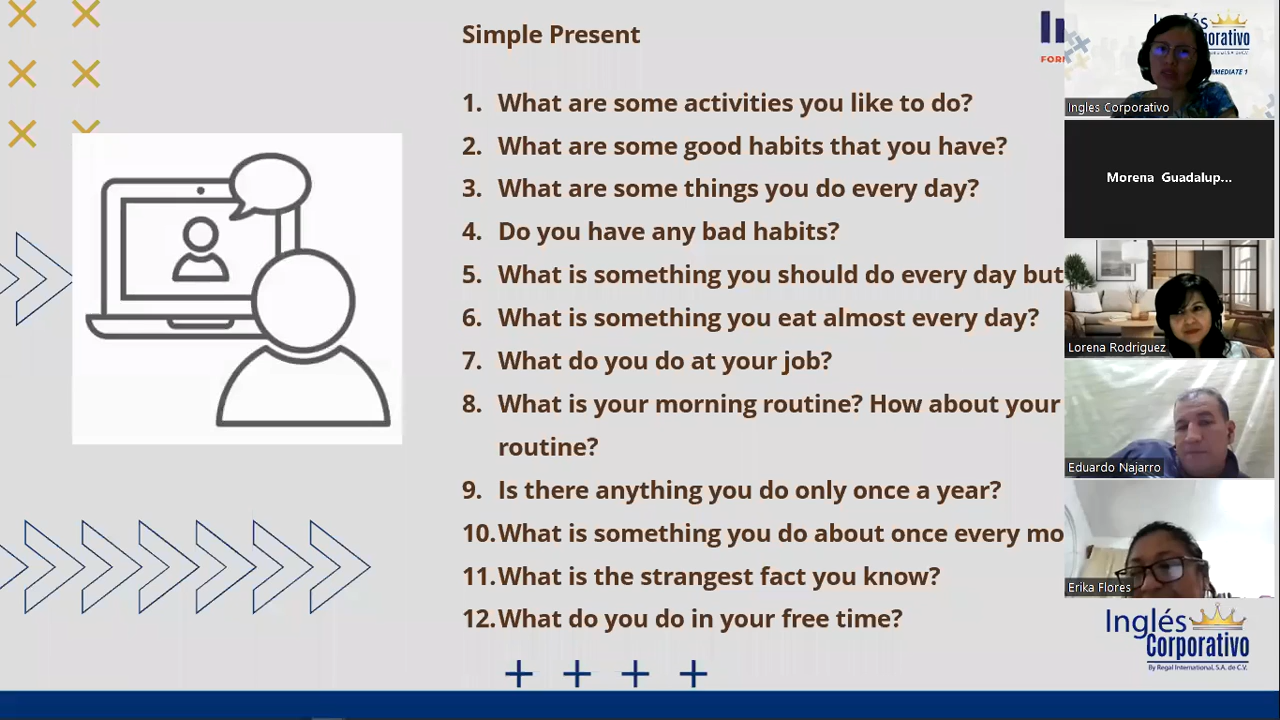 Simple Present
1. What are some activities you like to do?
2. What are some good habits that you have?
3. What are some things you do every day?
4. Do you have any bad habits?
5. What is something you should do every day but
6. What is something you eat almost every day?
7. What do you do at your job?
8. What is your morning routine? How about your
routine?
9. Is there anything you do only once a year?
10. What is something you do about once every mo
11. What is the strangest fact you know?
12. What do you do in your free time?
Inglés Corporativo
Morena Guadalup...
Lorena Rodriguez
Eduardo Najarro
Erika Flores
Inglés
Corporativo
By Regal International, S.A. de C.V.